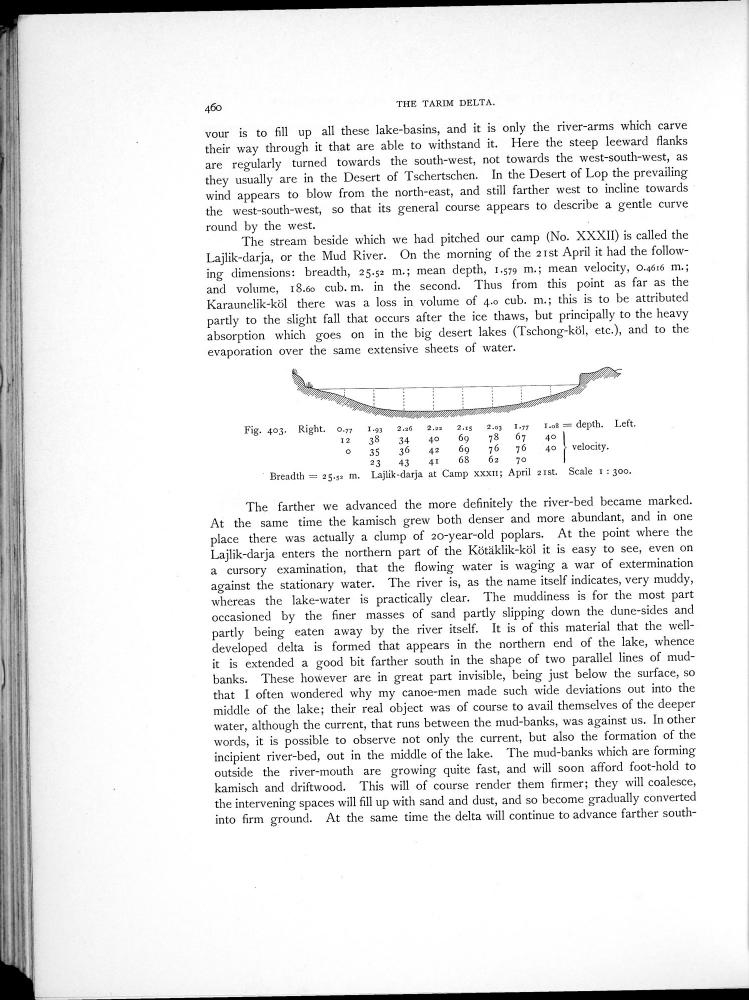 460
THE TARIM DELTA.
vour is to fill up all these lake-basins, and it is only the river-arms which carve
their way through it that are able to withstand it. Here the steep leeward flanks
are regularly turned towards the south-west, not towards the west-south-west, as
they usually are in the Desert of Tschertschen. In the Desert of Lop the prevailing
wind appears to blow from the north-east, and still farther west to incline towards
the west-south-west, so that its general course appears to describe a gentle curve
round by the west.
The stream beside which we had pitched our camp (No. XXXII) is called the
Lajlik-darja, or the Mud River. On the morning of the 21st April it had the follow-
ing dimensions: breadth, 25.52 m.; mean depth, 1.579 m.; mean velocity, 0.4616 m.;
and volume, 18.60 cub. m. in the second. Thus from this point as far as the
Karaunelik-köl there was a loss in volume of 4.0 cub. m.; this is to be attributed
partly to the slight fall that occurs after the ice thaws, but principally to the heavy
absorption which goes on in the big desert lakes (Tschong-köl, etc.), and to the
evaporation over the same extensive sheets of water.
Fig. 403. Right. 0.77 1.93 2.26 2.22 2.15 2.03 1.77 1.08 = depth. Left.
12 38 34 40 69 78 67 40
0 35 36 42 69 76 76 40 velocity.
23 43 41 68 62 70
Breadth = 25.52 m. Lajlik-darja at Camp XXXII; April 21st. Scale 1 : 300.
The farther we advanced the more definitely the river-bed became marked.
At the same time the kamisch grew both denser and more abundant, and in one
place there was actually a clump of 20-year-old poplars. At the point where the
Lajlik-darja enters the northern part of the Kötäklik-köl it is easy to see, even on
a cursory examination, that the flowing water is waging a war of extermination
against the stationary water. The river is, as the name itself indicates, very muddy,
whereas the lake-water is practically clear. The muddiness is for the most part
occasioned by the finer masses of sand partly slipping down the dune-sides and
partly being eaten away by the river itself. It is of this material that the well-
developed delta is formed that appears in the northern end of the lake, whence
it is extended a good bit farther south in the shape of two parallel lines of mud-
banks. These however are in great part invisible, being just below the surface, so
that I often wondered why my canoe-men made such wide deviations out into the
middle of the lake; their real object was of course to avail themselves of the deeper
water, although the current, that runs between the mud-banks, was against us. In other
words, it is possible to observe not only the current, but also the formation of the
incipient river-bed, out in the middle of the lake. The mud-banks which are forming
outside the river-mouth are growing quite fast, and will soon afford foot-hold to
kamisch and driftwood. This will of course render them firmer; they will coalesce,
the intervening spaces will fill up with sand and dust, and so become gradually converted
into firm ground. At the same time the delta will continue to advance farther south-